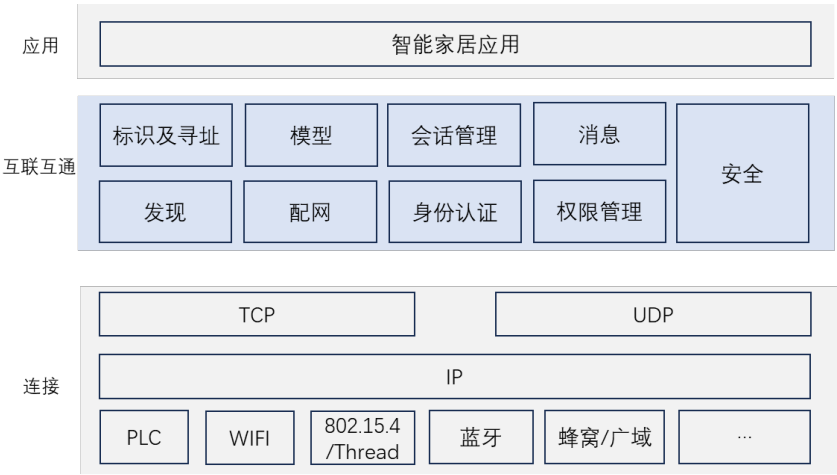 应用
智能家居应用
互联互通
标识及寻址
模型
会话管理
消息
安全
发现
配网
身份认证
权限管理
连接
TCP
UDP
IP
PLC
WIFI
802.15.4
/Thread
蓝牙
蜂窝/广域
...